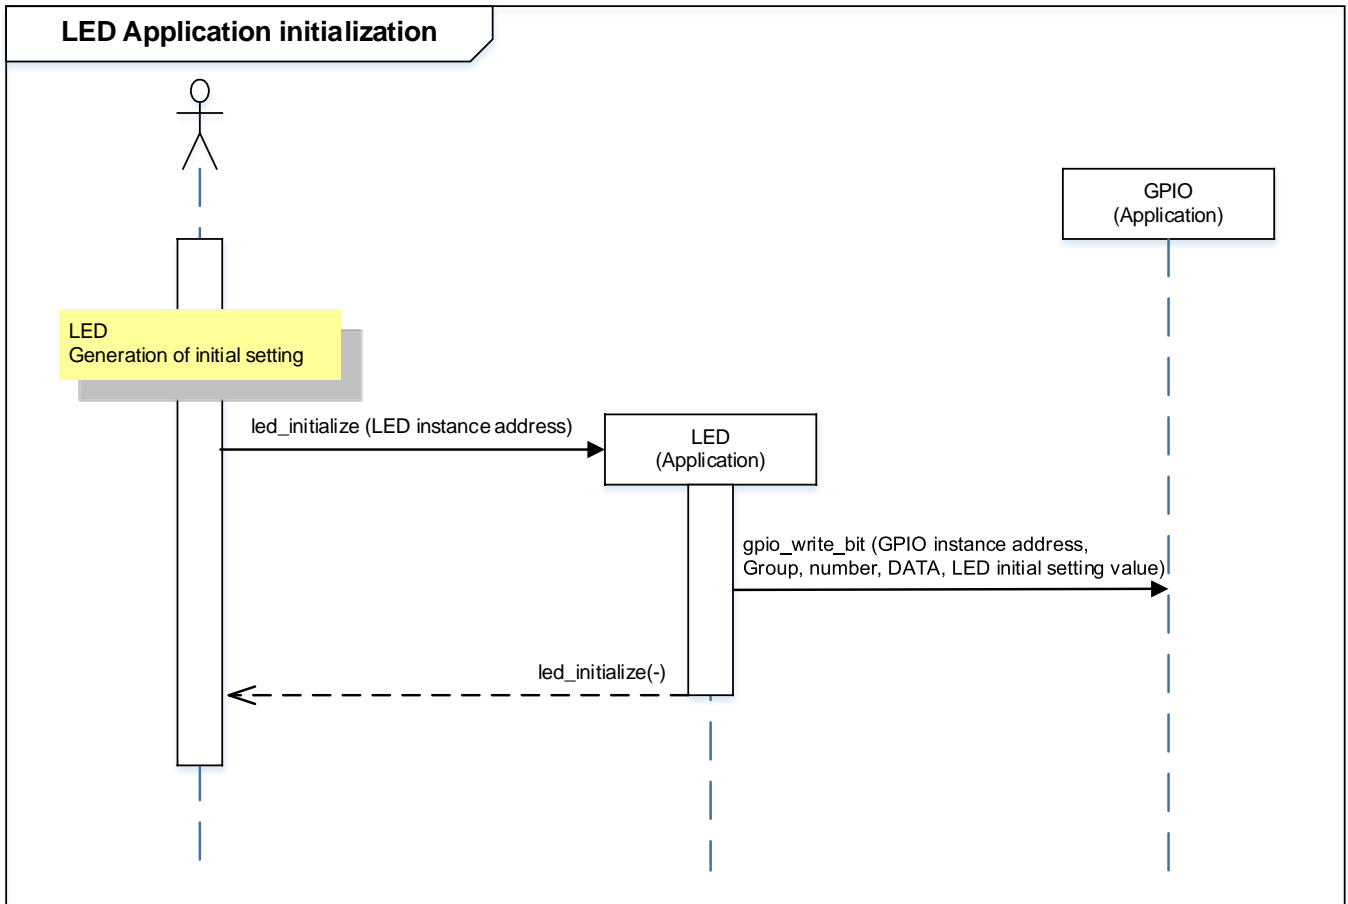 LED Application initialization
GPIO
(Application)
LED
Generation of initial setting
led_initialize (LED instance address)
LED
(Application)
gpio_write_bit (GPIO instance address,
Group, number, DATA, LED initial setting value)
led_initialize(-)